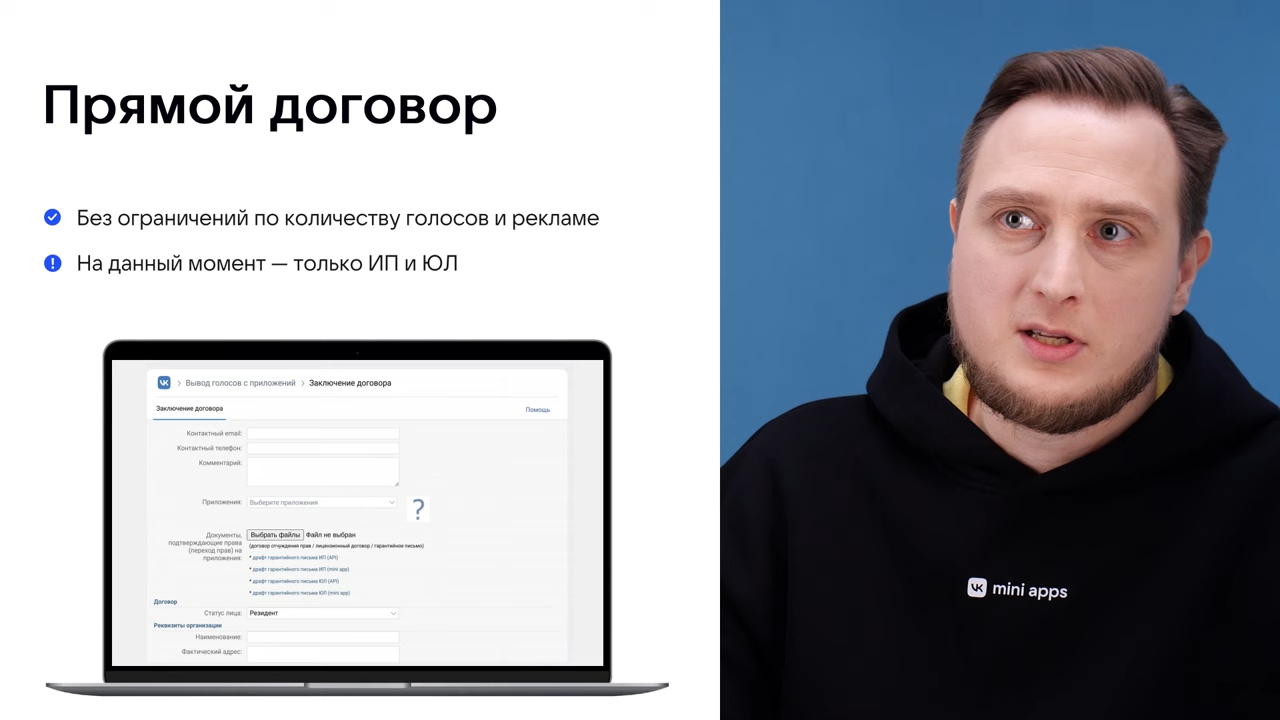 Прямой договор
Без ограничений по количеству голосов и рекламе
На данный момент — только ИП и ЮЛ
Вывод голосов с приложений
Заключение договора
Заключение договора
Помощь
Контактный email:
Контактный телефон:
Комментарий:
Приложения: Выберите приложения
?
Документы,
подтверждающие права
(переход прав) на
приложения:
Выбрать файлы Файл не выбран
(договор отчуждения прав / лицензионный договор / гарантийное письмо)
* драфт гарантийного письма ИП (API)
* драфт гарантийного письма ИП (mini app)
* драфт гарантийного письма ЮЛ (API)
* драфт гарантийного письма ЮЛ (mini app)
Договор
Статус лица: Резидент
Реквизиты организации
Наименование:
Фактический адрес:
mini apps